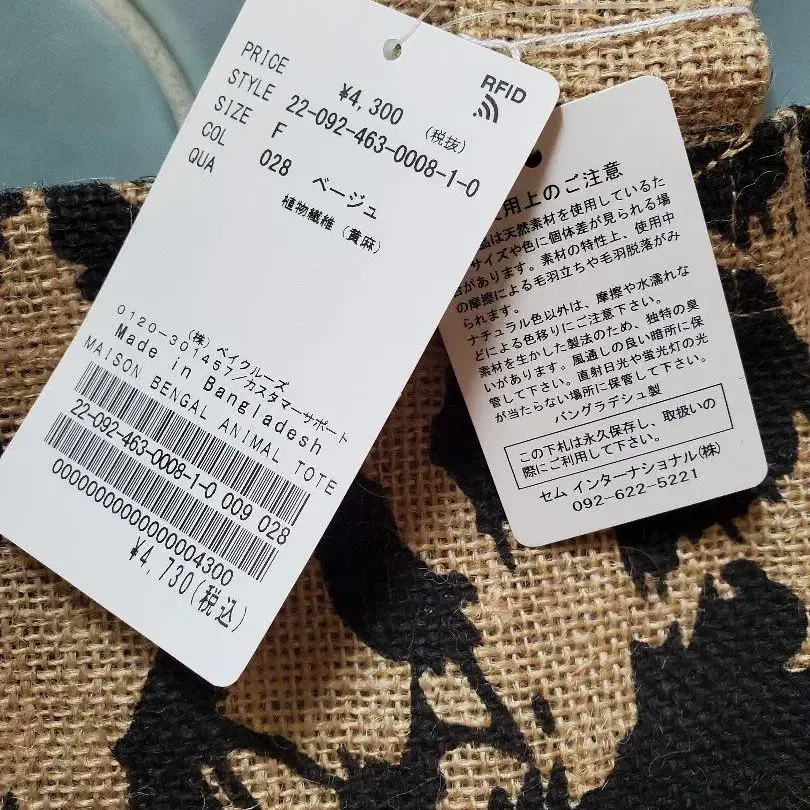 PRICE ¥4,300 (税抜)
STYLE 22-092-463-0008-1-0
SIZE F
COL 028 ベージュ
QUA 植物繊維(黄麻)
RFID
(株)ベイクルーズ
0120-301457/カスタマーサポート
Made in Bangladesh
MAISON BENGAL ANIMAL TOTE
22-092-463-0008-1-0 009 028
¥4,730(税込)
用上のご注意
品は天然素材を使用しているた
サイズや色に個体差が見られる場
があります。素材の特性上、使用中
の摩擦による毛羽立ちや毛羽脱落がみ
られます。
ナチュラル色以外は、摩擦や水濡れな
どによる色移りにご注意下さい。
素材を生かした製法のため、独特の臭
いがあります。風通しの良い暗所に保
管して下さい。直射日光や蛍光灯の光
が当たらない場所に保管して下さい。
バングラデシュ製
この下札は永久保存し、取扱いの
際にご利用して下さい。
セム インターナショナル(株)
092-622-5221